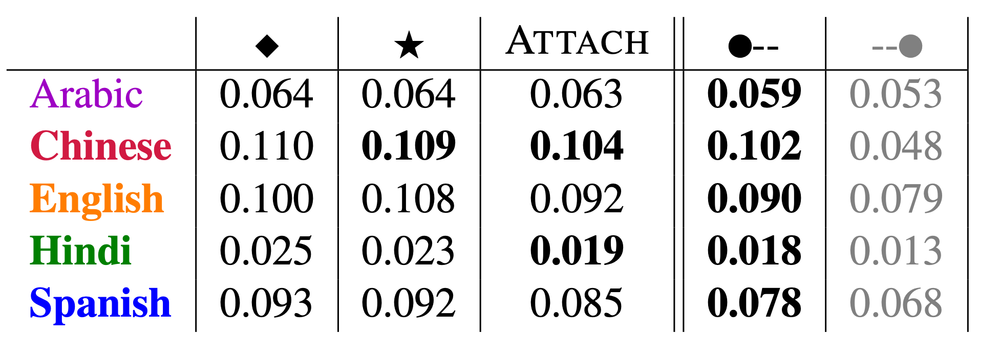 ◆ ★ ATTACH ●-- --●
Arabic 0.064 0.064 0.063 0.059 0.053
Chinese 0.110 0.109 0.104 0.102 0.048
English 0.100 0.108 0.092 0.090 0.079
Hindi 0.025 0.023 0.019 0.018 0.013
Spanish 0.093 0.092 0.085 0.078 0.068